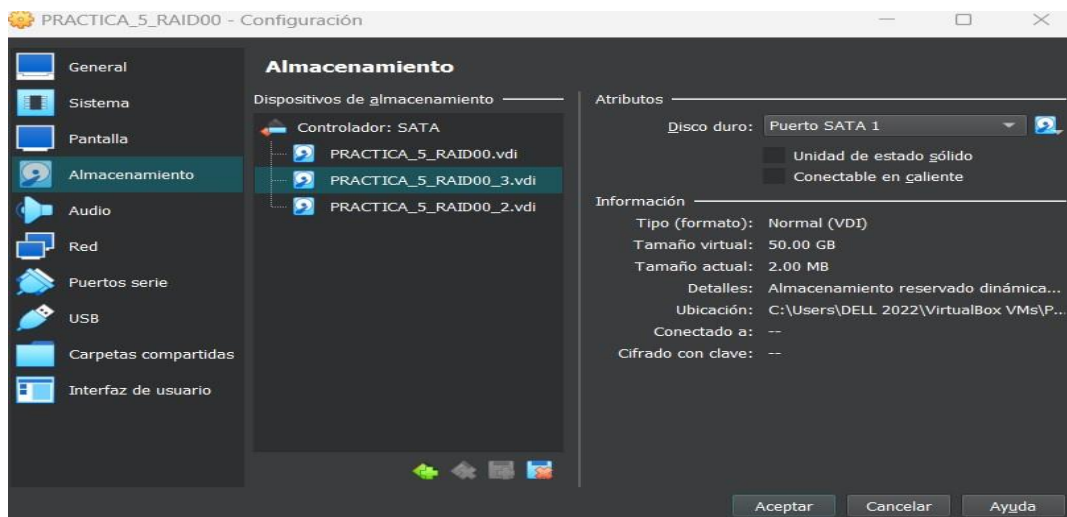 PRACTICA_5_RAID00 - Configuración
General
Sistema
Pantalla
Almacenamiento
Audio
Red
Puertos serie
USB
Carpetas compartidas
Interfaz de usuario
Almacenamiento
Dispositivos de almacenamiento
Controlador: SATA
PRACTICA_5_RAID00.vdi
PRACTICA_5_RAID00_3.vdi
PRACTICA_5_RAID00_2.vdi
Atributos
Disco duro: Puerto SATA 1
Unidad de estado sólido
Conectable en caliente
Información
Tipo (formato): Normal (VDI)
Tamaño virtual: 50.00 GB
Tamaño actual: 2.00 MB
Detalles: Almacenamiento reservado dinámica...
Ubicación: C:\Users\DELL 2022\VirtualBox VMs\P...
Conectado a: --
Cifrado con clave: --
Aceptar Cancelar Ayuda